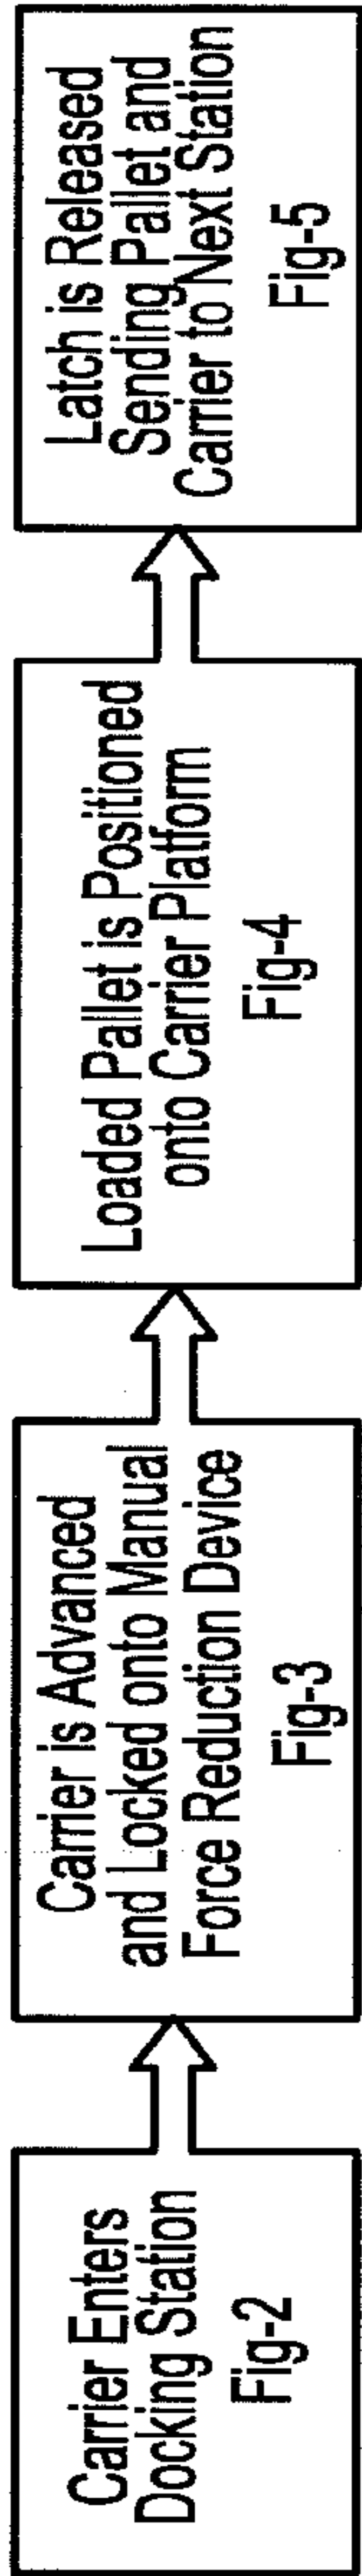 Carrier Enters
Docking Station
Fig-2
Carrier is Advanced
and Locked onto Manual
Force Reduction Device
Fig-3
Loaded Pallet is Positioned
onto Carrier Platform
Fig-4
Latch is Released
Sending Pallet and
Carrier to Next Station
Fig-5